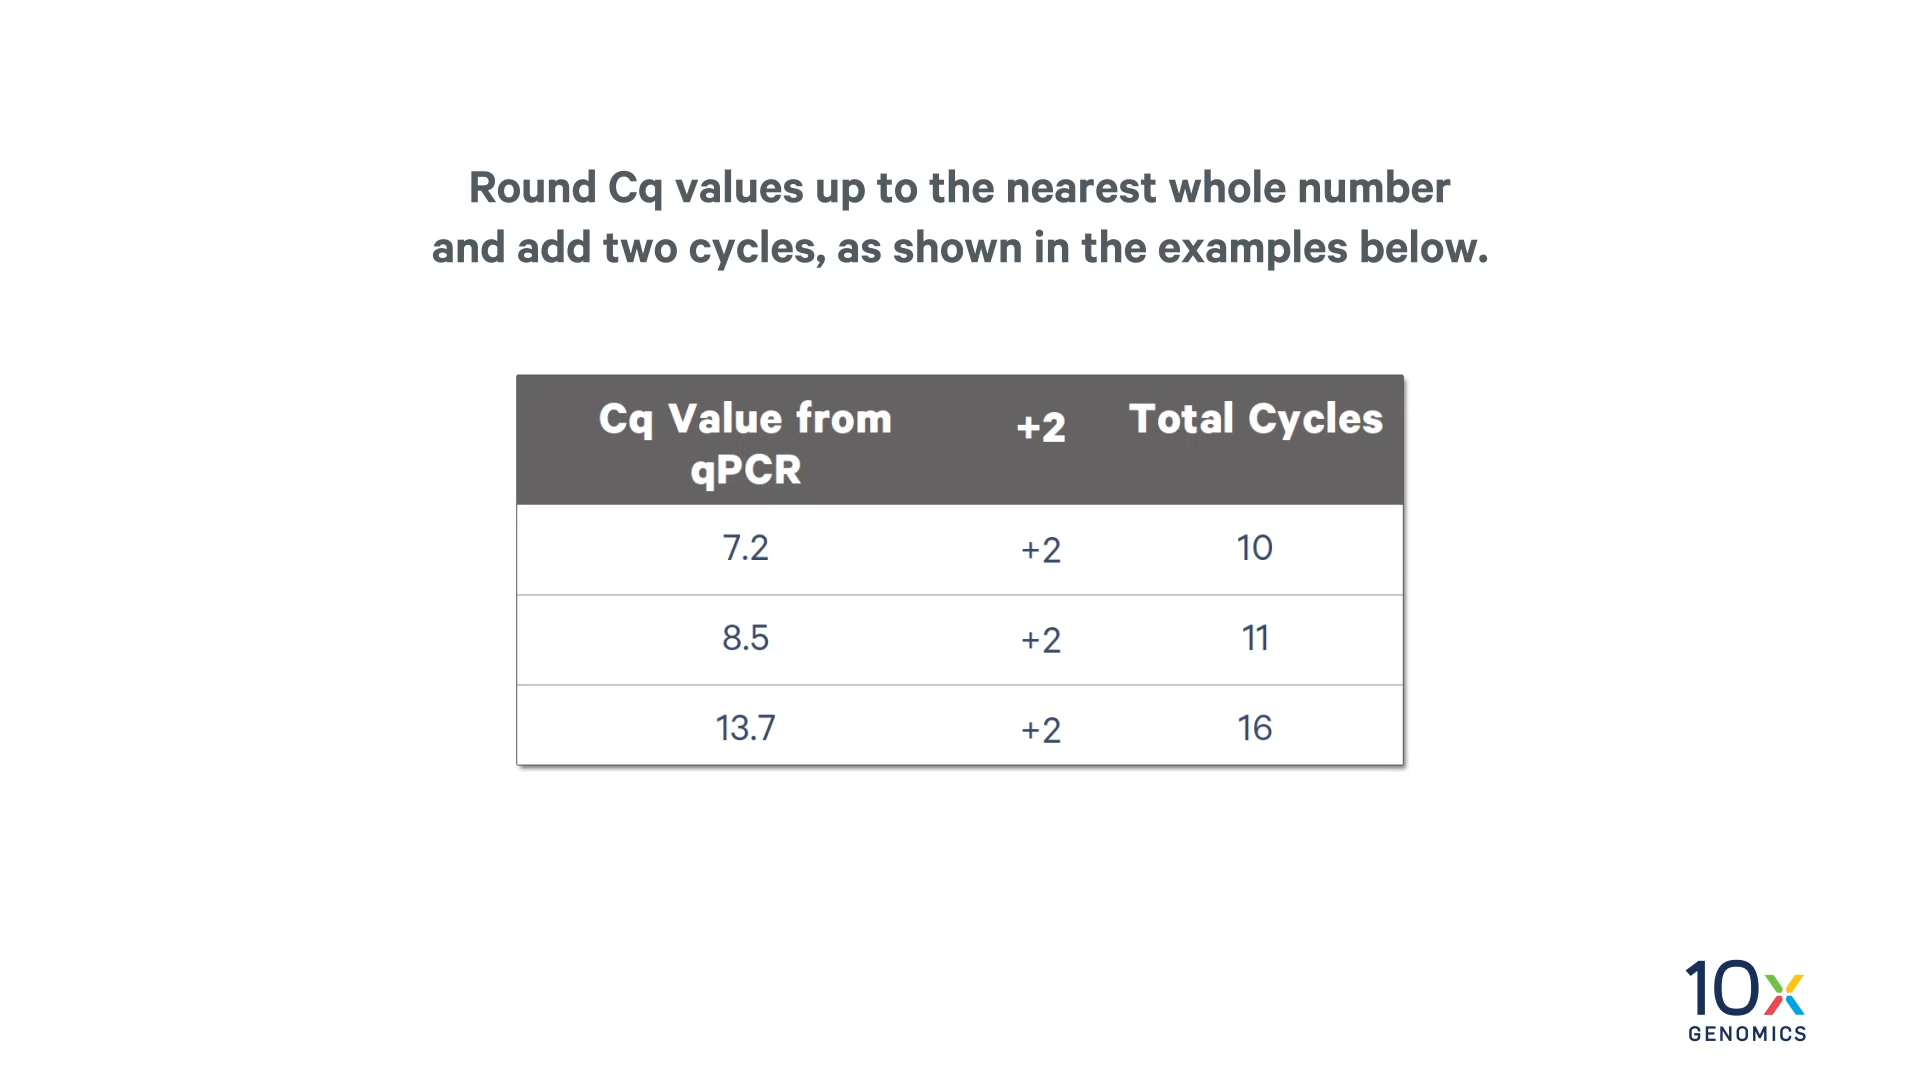 Round Cq values up to the nearest whole number
and add two cycles, as shown in the examples below.
Cq Value from
qPCR
+2
Total Cycles
7.2 +2 10
8.5 +2 11
13.7 +2 16
10x
GENOMICS